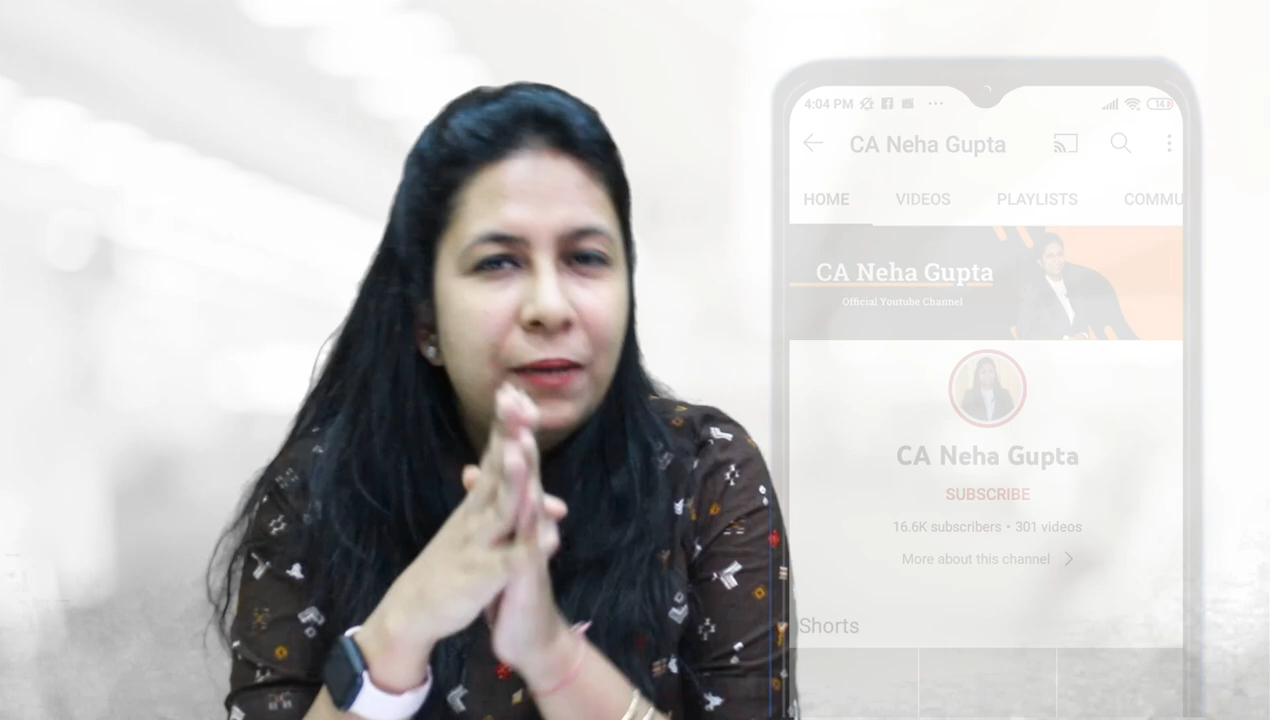 4:04 PM
14
CA Neha Gupta
HOME VIDEOS PLAYLISTS COMMU
CA Neha Gupta
Official Youtube Channel
CA Neha Gupta
SUBSCRIBE
16.6K subscribers • 301 videos
More about this channel
Shorts